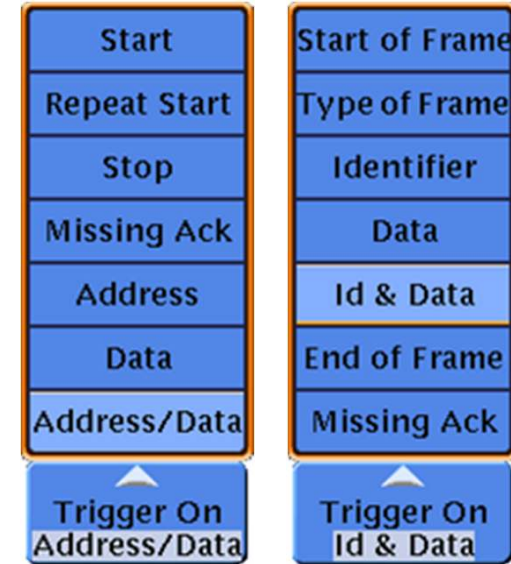 Start
Repeat Start
Stop
Missing Ack
Address
Data
Address/Data
Trigger On
Address/Data
Start of Frame
Type of Frame
Identifier
Data
Id & Data
End of Frame
Missing Ack
Trigger On
Id & Data